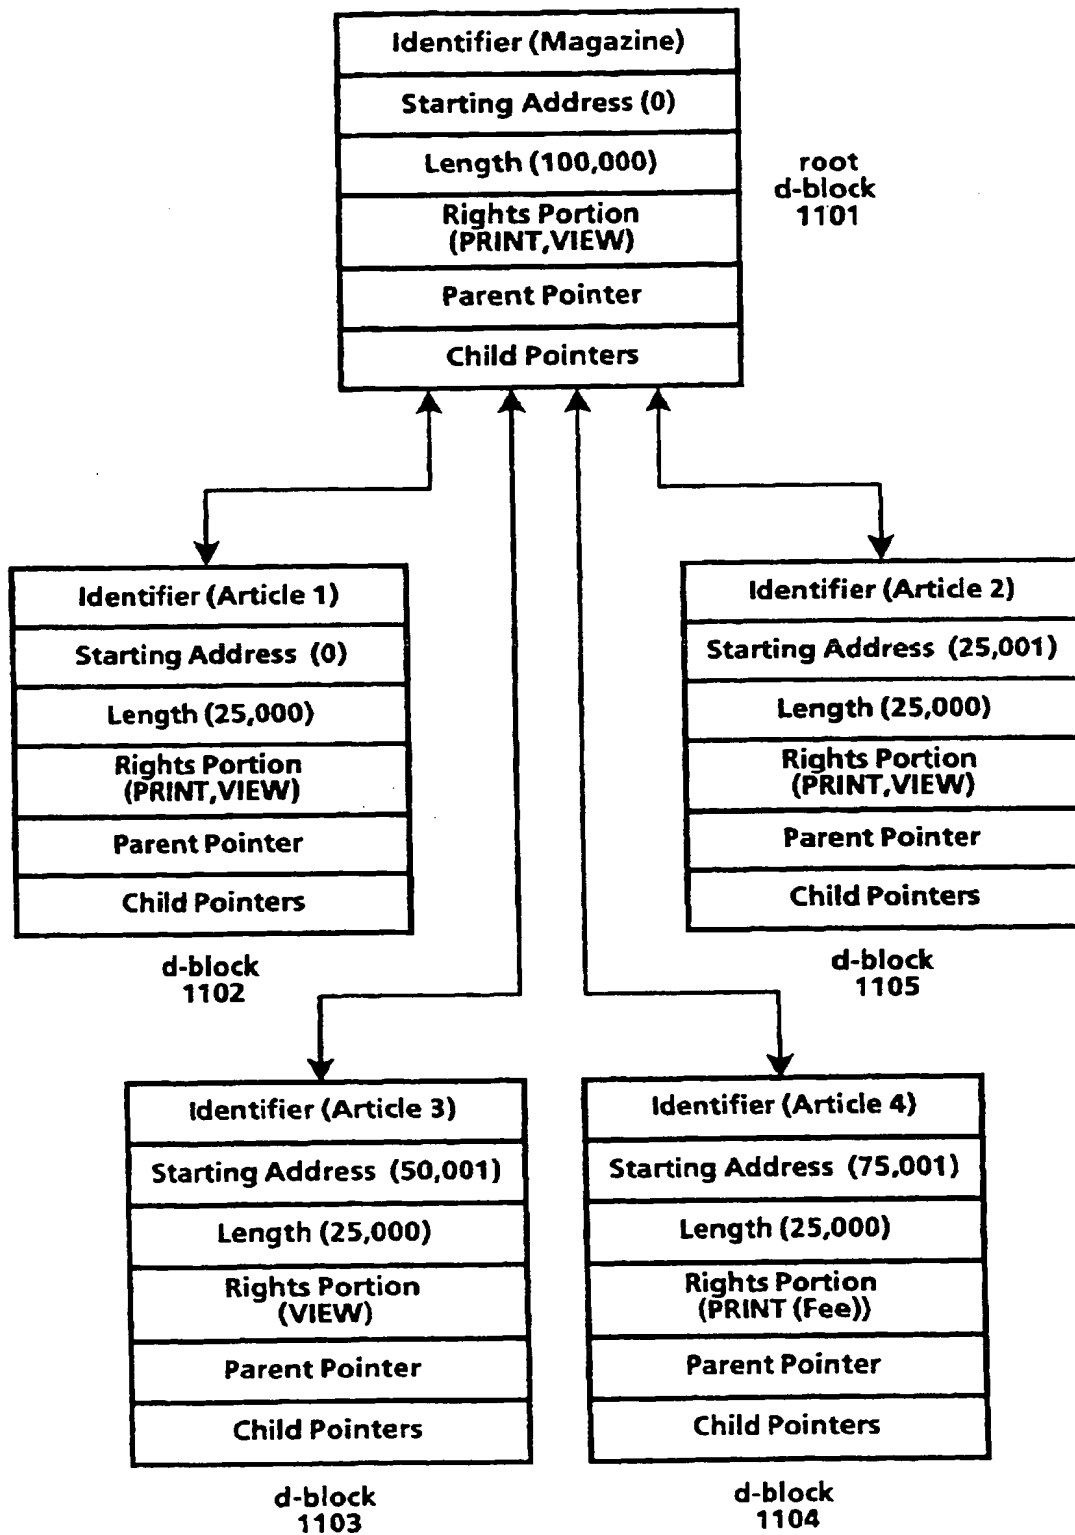 Identifier (Magazine)
Starting Address (0)
Length (100,000)
Rights Portion
(PRINT,VIEW)
Parent Pointer
Child Pointers
root
d-block
1101
Identifier (Article 1)
Starting Address (0)
Length (25,000)
Rights Portion
(PRINT,VIEW)
Parent Pointer
Child Pointers
d-block
1102
Identifier (Article 2)
Starting Address (25,001)
Length (25,000)
Rights Portion
(PRINT,VIEW)
Parent Pointer
Child Pointers
d-block
1105
Identifier (Article 3)
Starting Address (50,001)
Length (25,000)
Rights Portion
(VIEW)
Parent Pointer
Child Pointers
d-block
1103
Identifier (Article 4)
Starting Address (75,001)
Length (25,000)
Rights Portion
(PRINT (Fee))
Parent Pointer
Child Pointers
d-block
1104